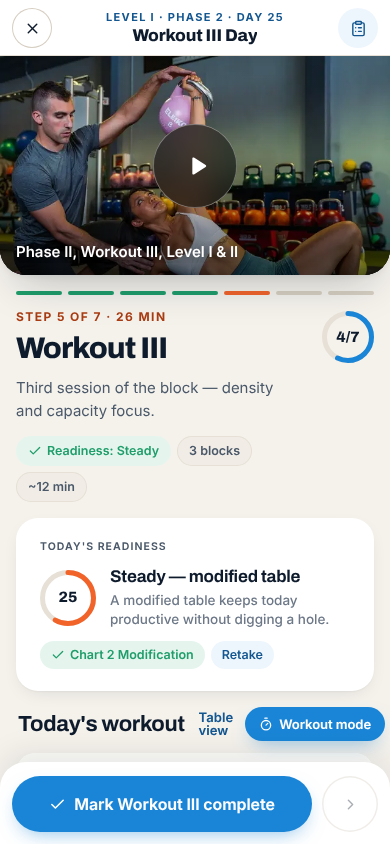 LEVEL I · PHASE 2 · DAY 25
Workout III Day
Phase II, Workout III, Level I & II
STEP 5 OF 7 · 26 MIN
Workout III
4/7
Third session of the block — density
and capacity focus.
Readiness: Steady
3 blocks
~12 min
TODAY'S READINESS
25
Steady — modified table
A modified table keeps today
productive without digging a hole.
Chart 2 Modification
Retake
Today's workout
Table
view
Workout mode
Mark Workout III complete